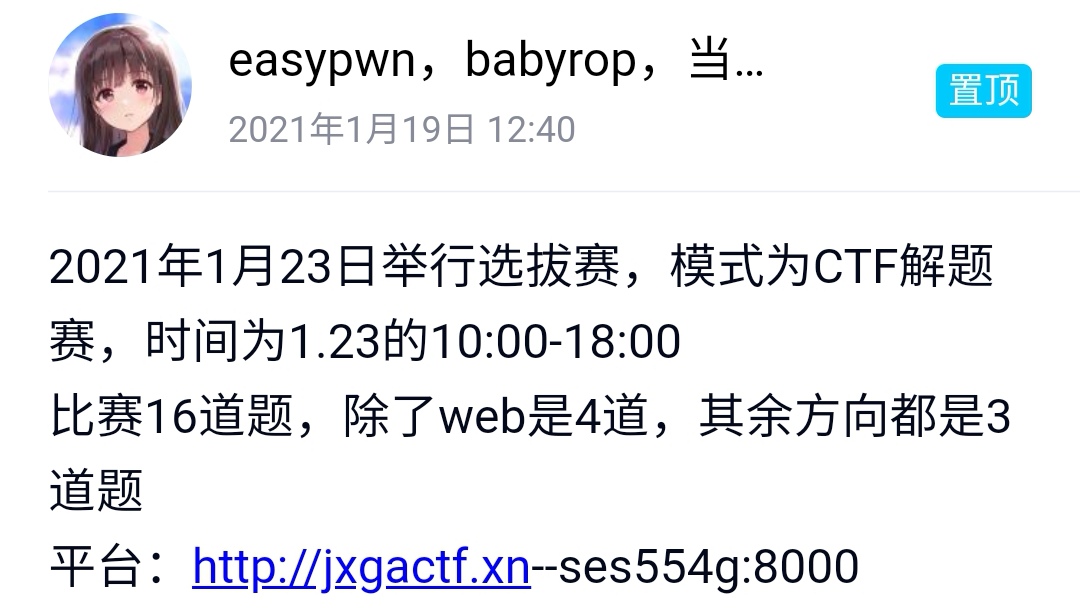 easypwn，babyrop，当...
置顶
2021年1月19日 12:40
2021年1月23日举行选拔赛，模式为CTF解题
赛，时间为1.23的10:00-18:00
比赛16道题，除了web是4道，其余方向都是3
道题
平台：http://jxgactf.xn--ses554g:8000